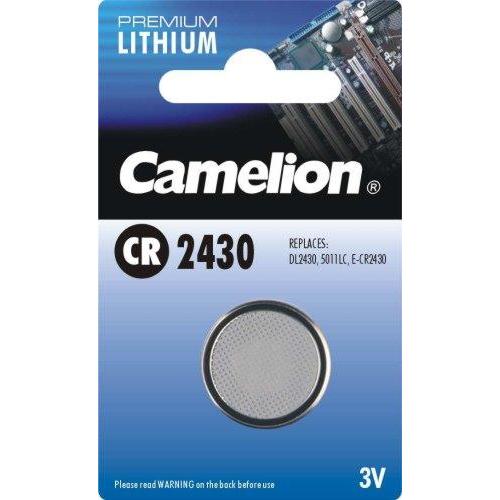 PREMIUM
LITHIUM
Camelion®
CR 2430
REPLACES:
DL2430, 5011LC, E-CR2430
Please read WARNING on the back before use
3V